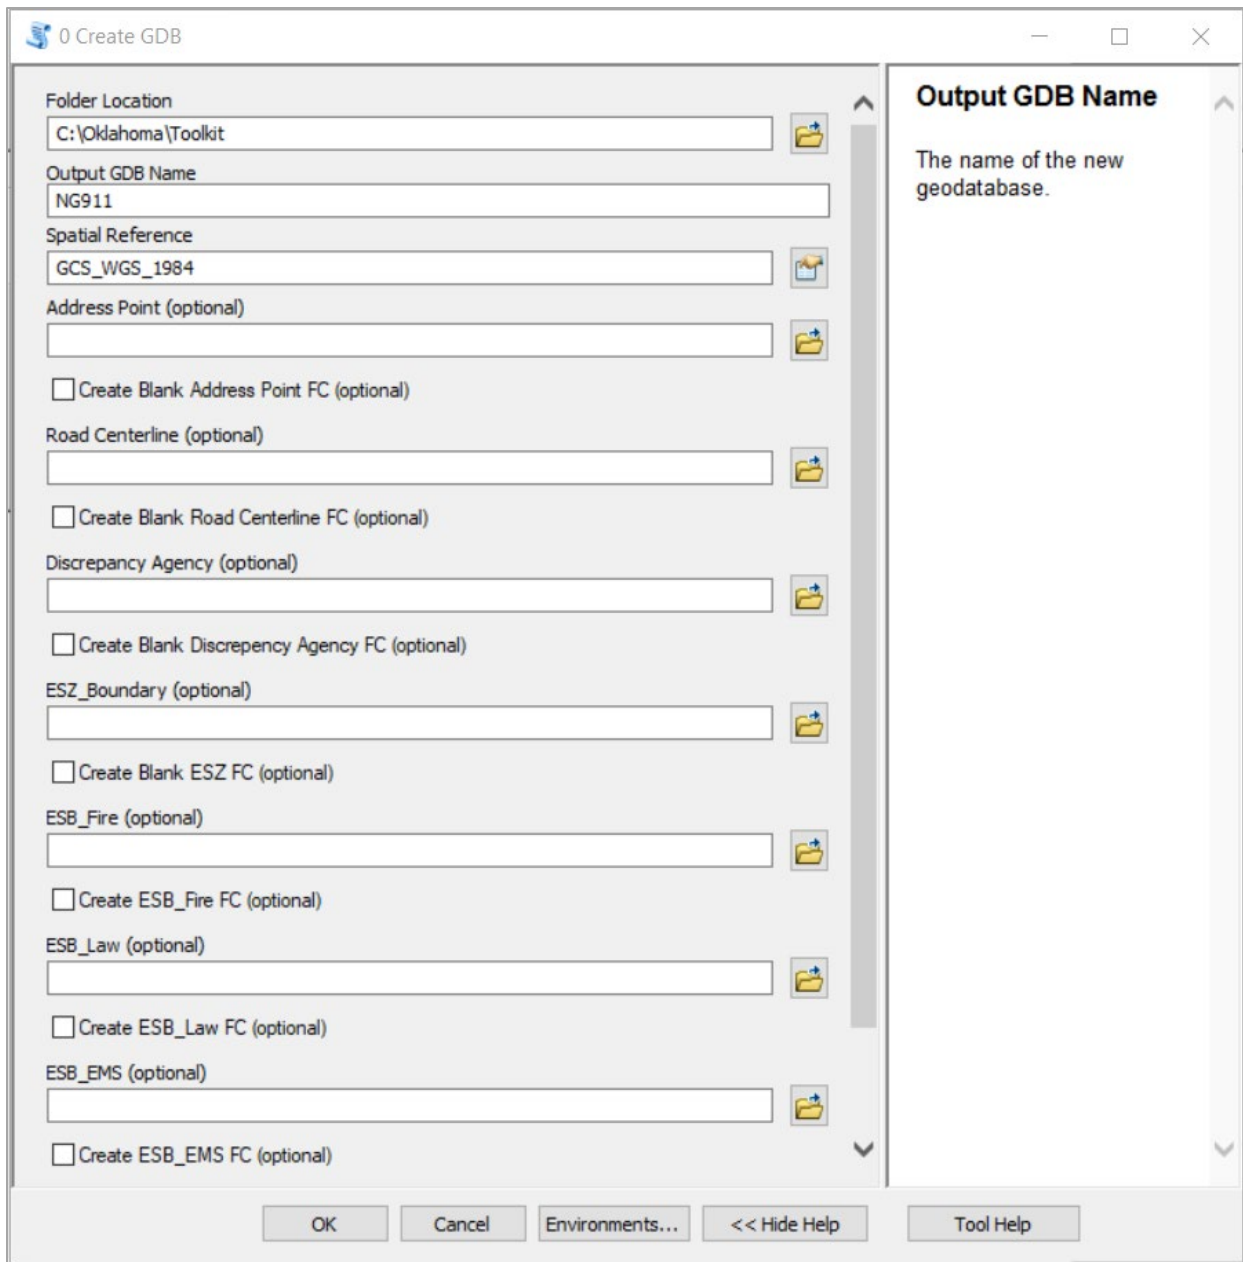 0 Create GDB
Folder Location
C:\Oklahoma\Toolkit
Output GDB Name
NG911
Spatial Reference
GCS_WGS_1984
Address Point (optional)
Create Blank Address Point FC (optional)
Road Centerline (optional)
Create Blank Road Centerline FC (optional)
Discrepancy Agency (optional)
Create Blank Discrepency Agency FC (optional)
ESZ_Boundary (optional)
Create Blank ESZ FC (optional)
ESB_Fire (optional)
Create ESB_Fire FC (optional)
ESB_Law (optional)
Create ESB_Law FC (optional)
ESB_EMS (optional)
Create ESB_EMS FC (optional)
Output GDB Name
The name of the new
geodatabase.
OK Cancel Environments... << Hide Help Tool Help